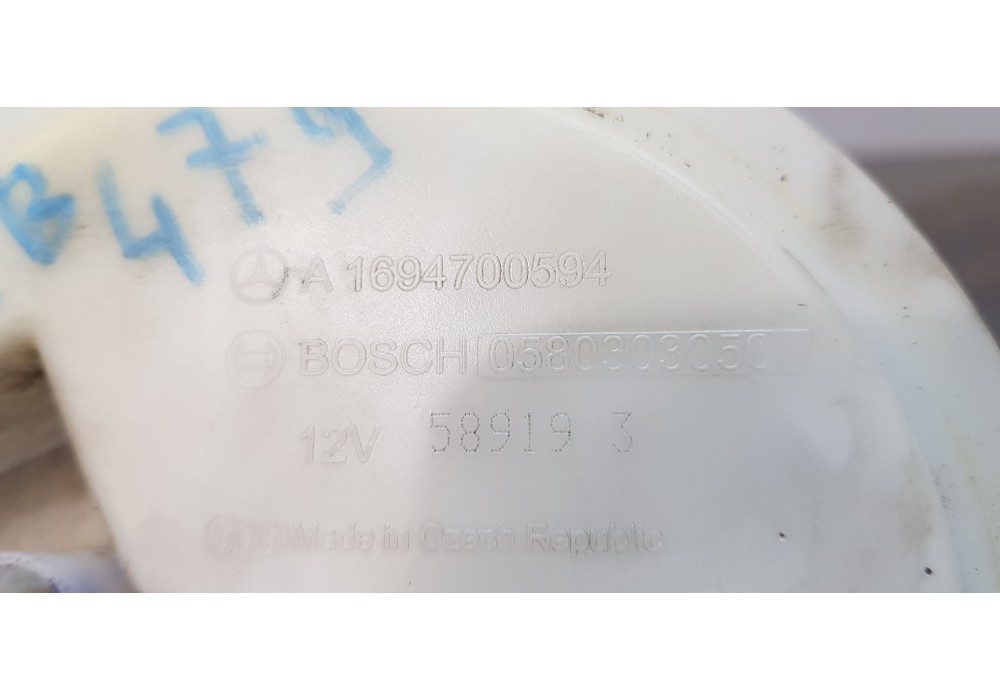 B479
A 1694700594
BOSCH 0580303050
12V 58919 3
Made in Czech Republic